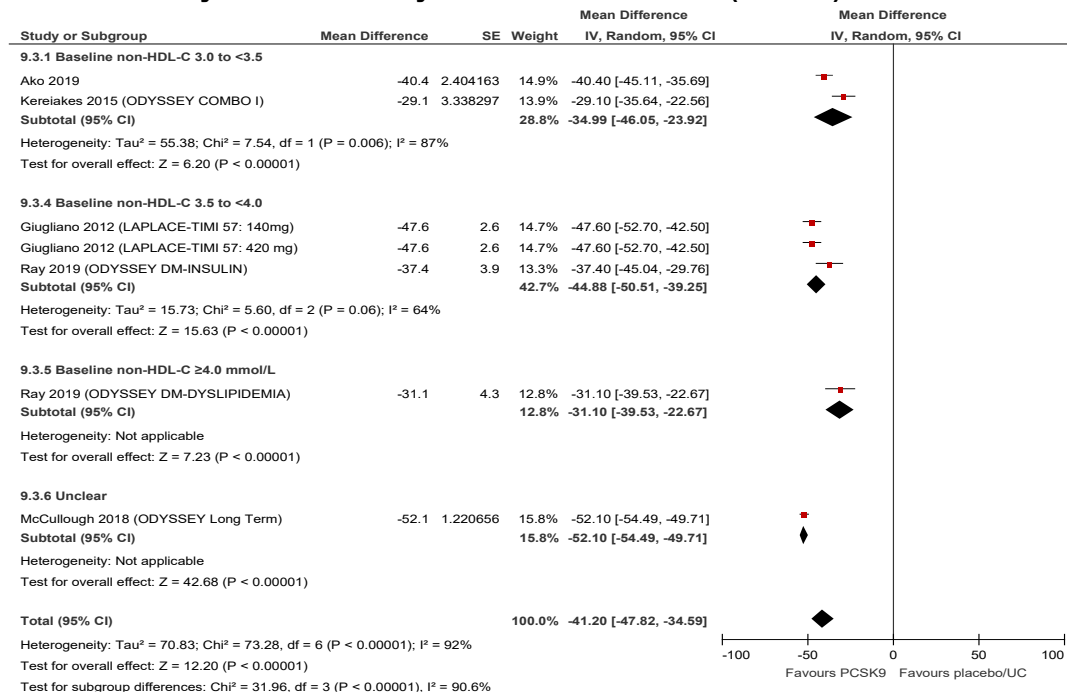 Mean Difference Mean Difference
Study or Subgroup Mean Difference SE Weight IV, Random, 95% CI IV, Random, 95% CI
9.3.1 Baseline non-HDL-C 3.0 to <3.5
Ako 2019 -40.4 2.404163 14.9% -40.40 [-45.11, -35.69]
Kereiakes 2015 (ODYSSEY COMBO I) -29.1 3.338297 13.9% -29.10 [-35.64, -22.56]
Subtotal (95% CI) 28.8% -34.99 [-46.05, -23.92]
Heterogeneity: Tau² = 55.38; Chi² = 7.54, df = 1 (P = 0.006); I² = 87%
Test for overall effect: Z = 6.20 (P < 0.00001)
9.3.4 Baseline non-HDL-C 3.5 to <4.0
Giugliano 2012 (LAPLACE-TIMI 57: 140mg) -47.6 2.6 14.7% -47.60 [-52.70, -42.50]
Giugliano 2012 (LAPLACE-TIMI 57: 420 mg) -47.6 2.6 14.7% -47.60 [-52.70, -42.50]
Ray 2019 (ODYSSEY DM-INSULIN) -37.4 3.9 13.3% -37.40 [-45.04, -29.76]
Subtotal (95% CI) 42.7% -44.88 [-50.51, -39.25]
Heterogeneity: Tau² = 15.73; Chi² = 5.60, df = 2 (P = 0.06); I² = 64%
Test for overall effect: Z = 15.63 (P < 0.00001)
9.3.5 Baseline non-HDL-C ≥4.0 mmol/L
Ray 2019 (ODYSSEY DM-DYSLIPIDEMIA) -31.1 4.3 12.8% -31.10 [-39.53, -22.67]
Subtotal (95% CI) 12.8% -31.10 [-39.53, -22.67]
Heterogeneity: Not applicable
Test for overall effect: Z = 7.23 (P < 0.00001)
9.3.6 Unclear
McCullough 2018 (ODYSSEY Long Term) -52.1 1.220656 15.8% -52.10 [-54.49, -49.71]
Subtotal (95% CI) 15.8% -52.10 [-54.49, -49.71]
Heterogeneity: Not applicable
Test for overall effect: Z = 42.68 (P < 0.00001)
Total (95% CI) 100.0% -41.20 [-47.82, -34.59]
Heterogeneity: Tau² = 70.83; Chi² = 73.28, df = 6 (P < 0.00001); I² = 92%
Test for overall effect: Z = 12.20 (P < 0.00001)
Test for subgroup differences: Chi² = 31.96, df = 3 (P < 0.00001), I² = 90.6%
-100 -50 0 50 100
Favours PCSK9 Favours placebo/UC